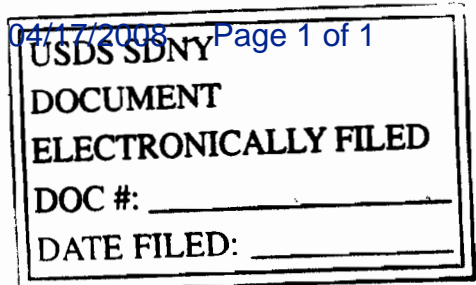 04/17/2008 Page 1 of 1
USDS SDNY
DOCUMENT
ELECTRONICALLY FILED
DOC #:
DATE FILED: